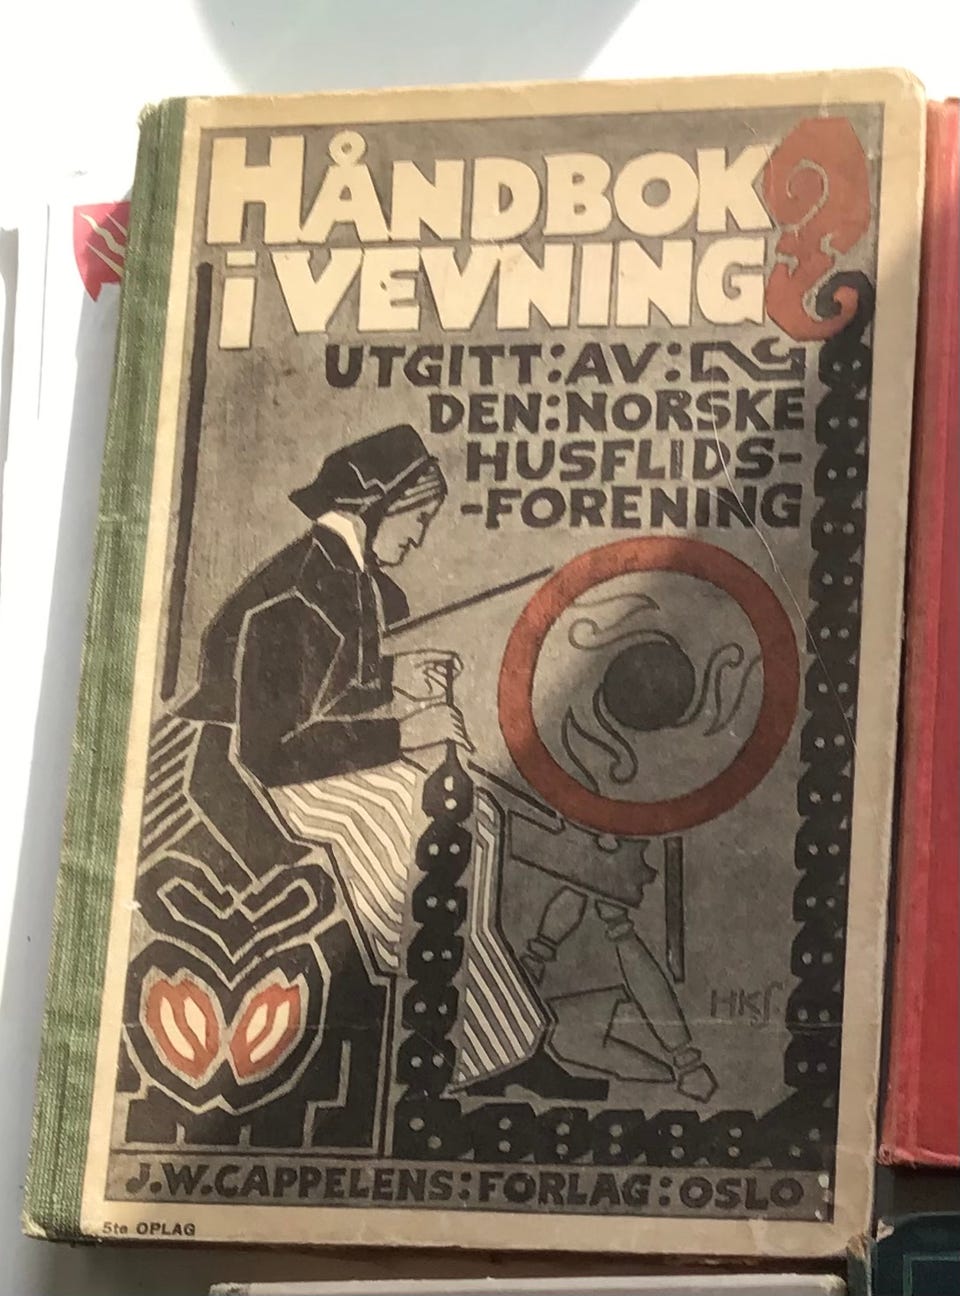 HÅNDBOK
i VEVNING
UTGITT:AV:
DEN:NORSKE
HUSFLIDS-
-FORENING
HKS.
J.W.CAPPELENS:FORLAG:OSLO
5te OPLAG